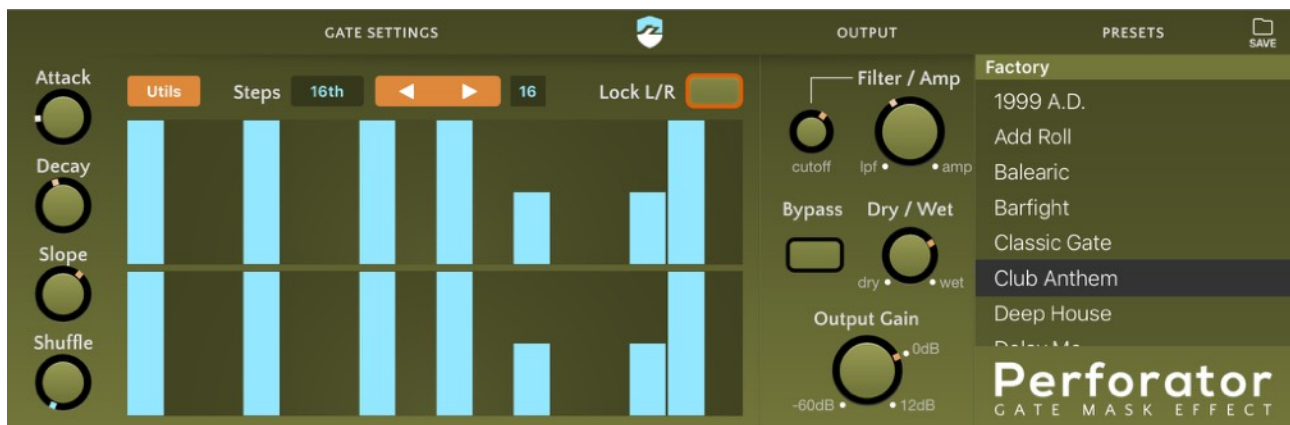 GATE SETTINGS
OUTPUT
PRESETS
SAVE
Attack
Decay
Slope
Shuffle
Utils
Steps
16th
16
Lock L/R
Filter / Amp
cutoff
lpf
amp
Bypass
Dry / Wet
dry
wet
Output Gain
0dB
-60dB
12dB
Factory
1999 A.D.
Add Roll
Balearic
Barfight
Classic Gate
Club Anthem
Deep House
Perforator
GATE MASK EFFECT